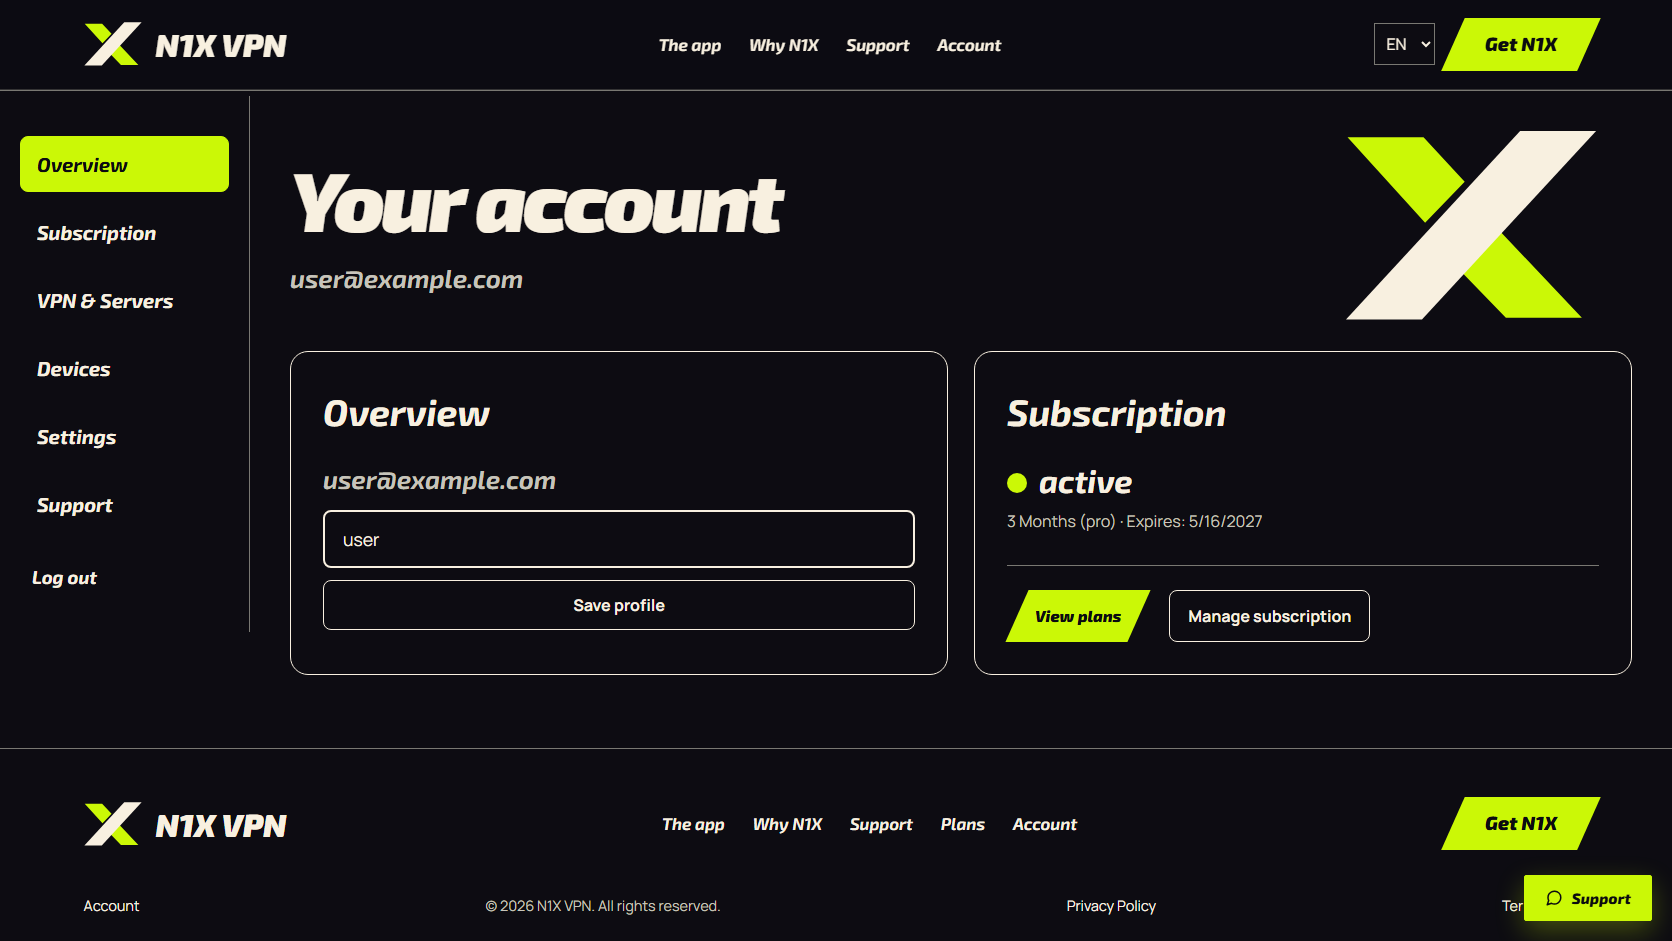 N1X VPN
The app
Why N1X
Support
Account
EN
Get N1X
Overview
Subscription
VPN & Servers
Devices
Settings
Support
Log out
Your account
user@example.com
Overview
user@example.com
user
Save profile
Subscription
active
3 Months (pro) · Expires: 5/16/2027
View plans
Manage subscription
N1X VPN
The app
Why N1X
Support
Plans
Account
Get N1X
Account
© 2026 N1X VPN. All rights reserved.
Privacy Policy
Support